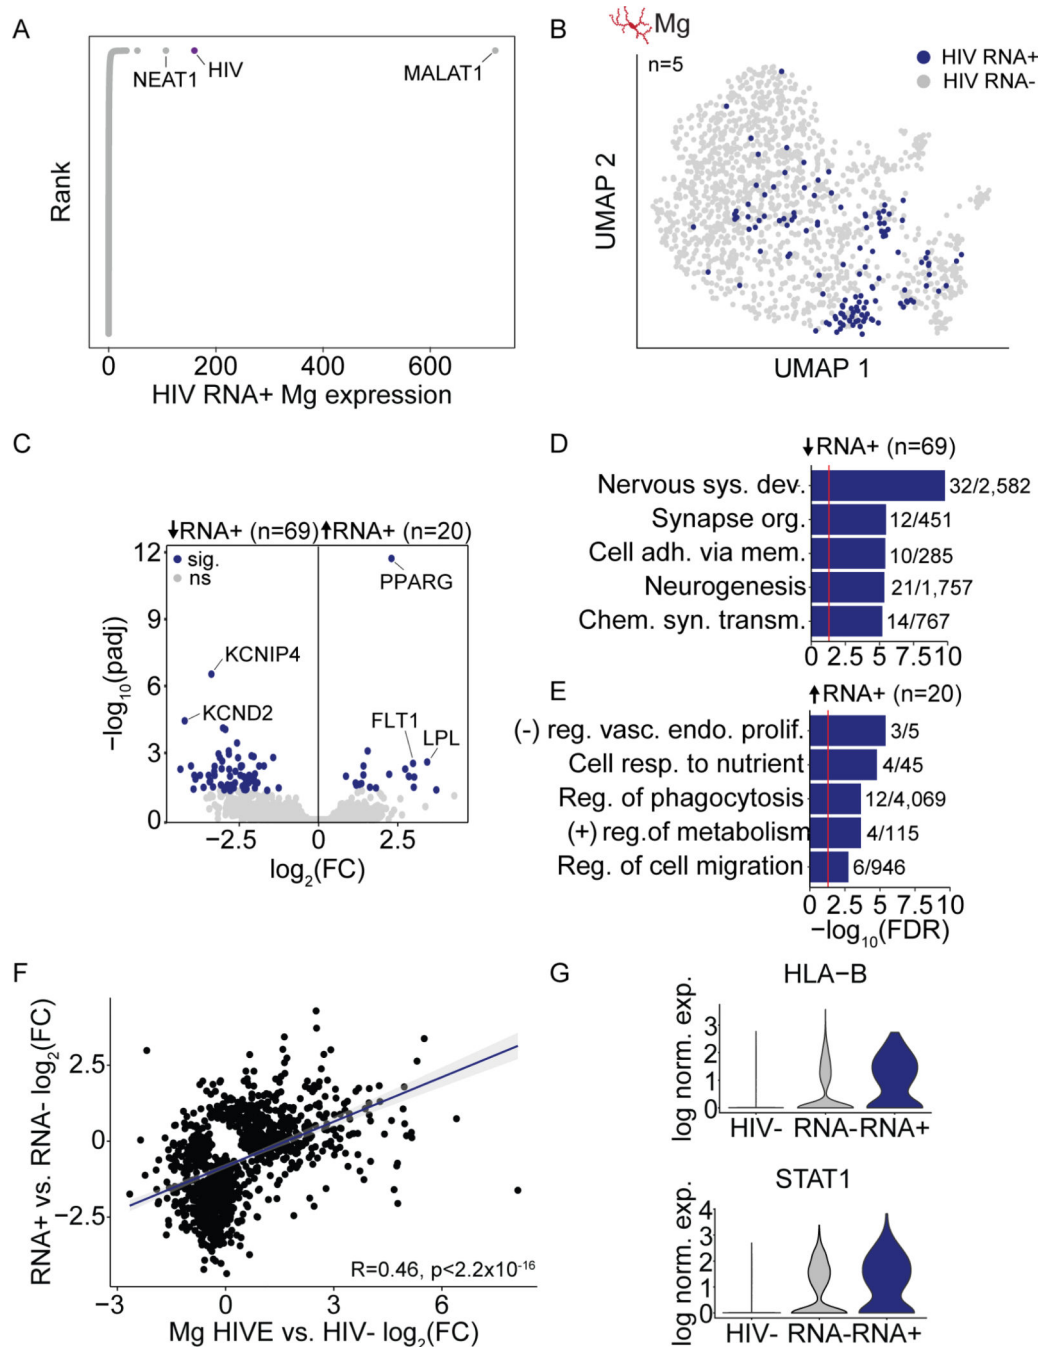 A
NEAT1
HIV
MALAT1
Rank
0
200
400
600
HIV RNA+ Mg expression
B
Mg
n=5
HIV RNA+
HIV RNA-
UMAP 2
UMAP 1
C
↓RNA+ (n=69) ↑RNA+ (n=20)
sig.
ns
12
9
6
3
0
PPARG
KCNIP4
KCND2
FLT1
LPL
−log10(padj)
−2.5
0
2.5
log2(FC)
D
↓RNA+ (n=69)
Nervous sys. dev. 32/2,582
Synapse org. 12/451
Cell adh. via mem. 10/285
Neurogenesis 21/1,757
Chem. syn. transm. 14/767
0 2.5 5 7.5 10
E
↑RNA+ (n=20)
(-) reg. vasc. endo. prolif. 3/5
Cell resp. to nutrient 4/45
Reg. of phagocytosis 12/4,069
(+) reg.of metabolism 4/115
Reg. of cell migration 6/946
0 2.5 5 7.5 10
−log10(FDR)
F
RNA+ vs. RNA- log2(FC)
2.5
0
−2.5
R=0.46, p<2.2x10-16
−3
0
3
6
Mg HIVE vs. HIV- log2(FC)
G
HLA−B
log norm. exp.
3
2
1
0
HIV- RNA- RNA+
STAT1
log norm. exp.
4
3
2
1
0
HIV- RNA- RNA+